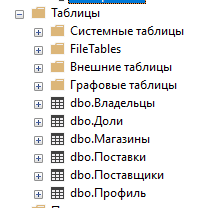 Таблицы
Системные таблицы
FileTables
Внешние таблицы
Графовые таблицы
dbo.Владельцы
dbo.Доли
dbo.Магазины
dbo.Поставки
dbo.Поставщики
dbo.Профиль